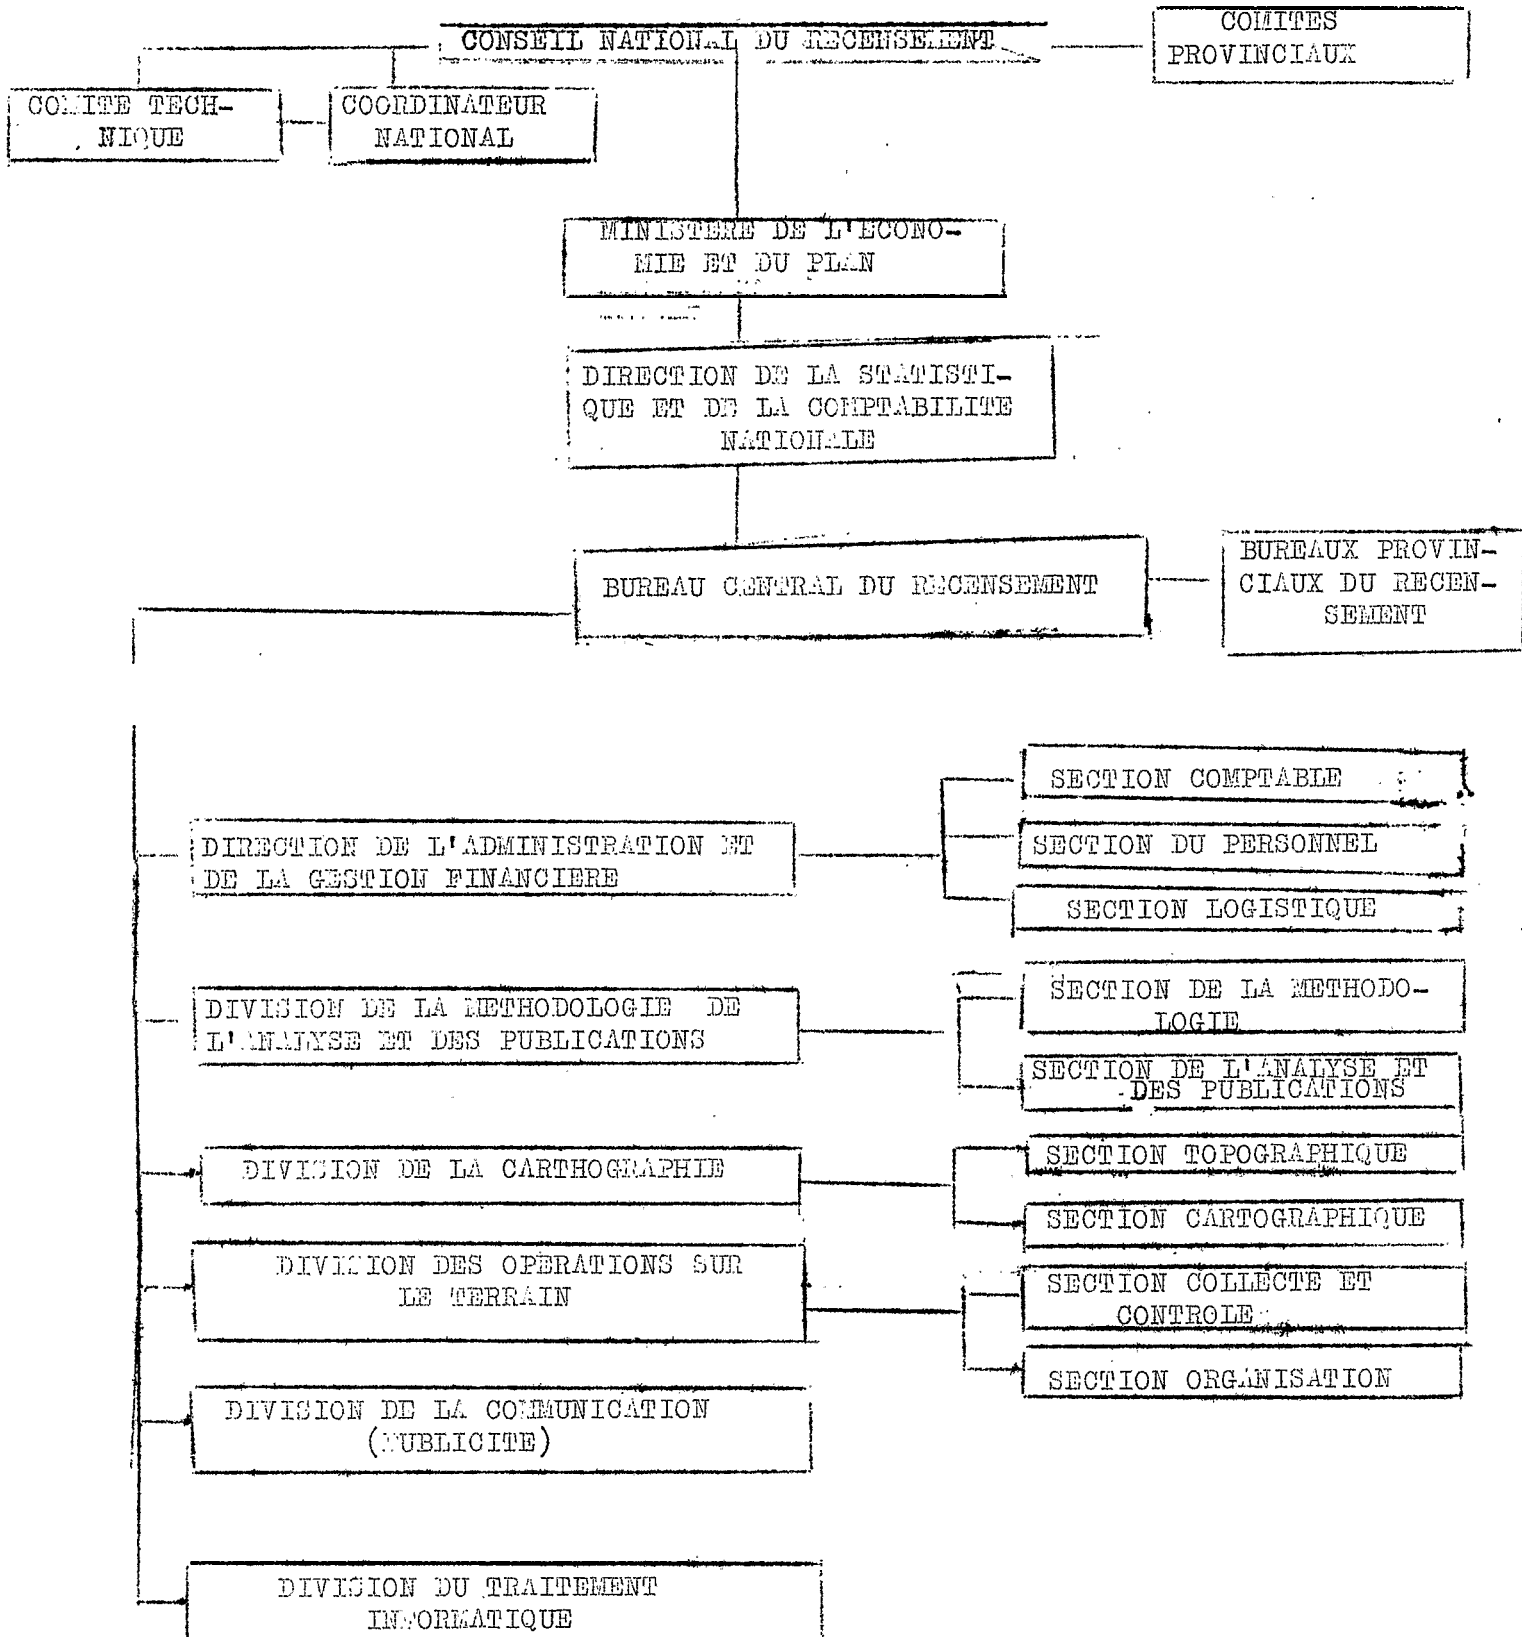 CONSEIL NATIONAL DU RECENSEMENT
COMITES
PROVINCIAUX
COMITE TECH-
NIQUE
COORDINATEUR
NATIONAL
MINISTERE DE L'ECONO-
MIE ET DU PLAN
DIRECTION DE LA STATISTI-
QUE ET DE LA COMPTABILITE
NATIONALE
BUREAU CENTRAL DU RECENSEMENT
BUREAUX PROVIN-
CIAUX DU RECEN-
SEMENT
DIRECTION DE L'ADMINISTRATION ET
DE LA GESTION FINANCIERE
SECTION COMPTABLE
SECTION DU PERSONNEL
SECTION LOGISTIQUE
DIVISION DE LA METHODOLOGIE DE
L'ANALYSE ET DES PUBLICATIONS
SECTION DE LA METHODO-
LOGIE
SECTION DE L'ANALYSE ET
DES PUBLICATIONS
DIVISION DE LA CARTHOGRAPHIE
SECTION TOPOGRAPHIQUE
SECTION CARTOGRAPHIQUE
DIVISION DES OPERATIONS SUR
LE TERRAIN
SECTION COLLECTE ET
CONTROLE
SECTION ORGANISATION
DIVISION DE LA COMMUNICATION
(PUBLICITE)
DIVISION DU TRAITEMENT
INFORMATIQUE